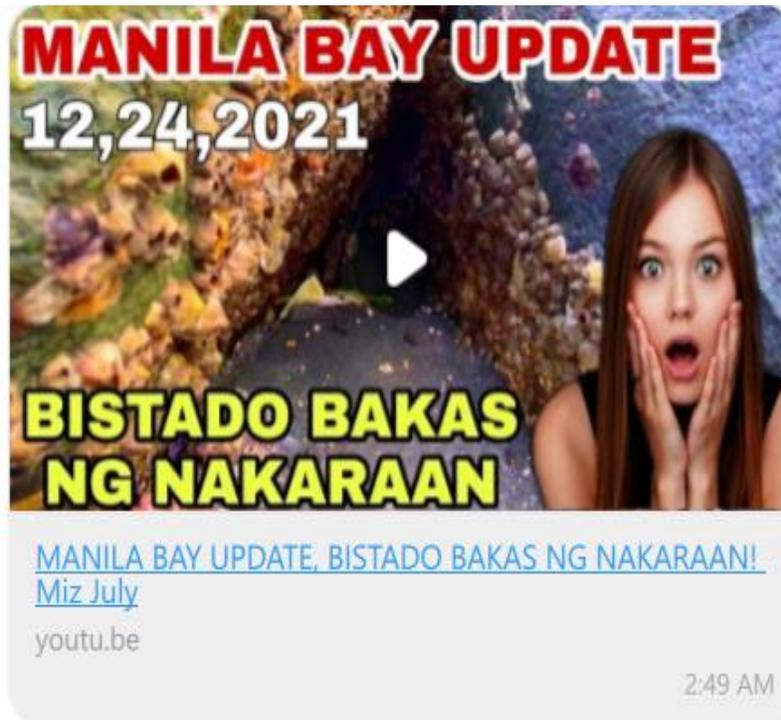 MANILA BAY UPDATE
12,24,2021
BISTADO BAKAS
NG NAKARAAN
MANILA BAY UPDATE, BISTADO BAKAS NG NAKARAAN!
Miz July
youtu.be
2:49 AM